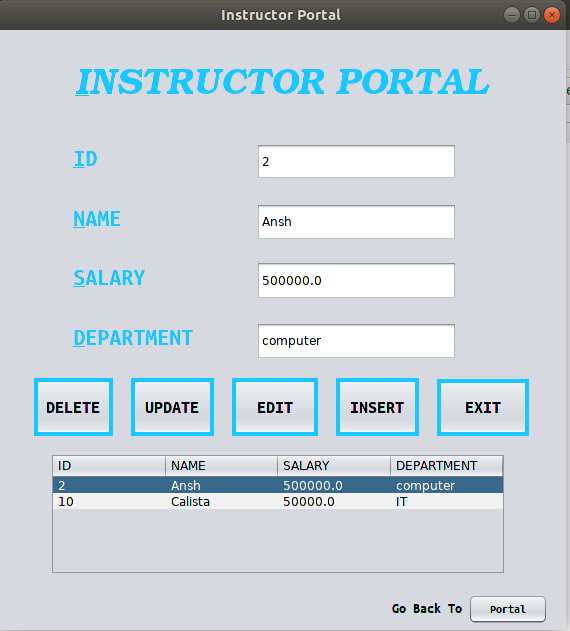 Instructor Portal
INSTRUCTOR PORTAL
ID 2
NAME Ansh
SALARY 500000.0
DEPARTMENT computer
DELETE UPDATE EDIT INSERT EXIT
ID NAME SALARY DEPARTMENT
2 Ansh 500000.0 computer
10 Calista 50000.0 IT
Go Back To Portal